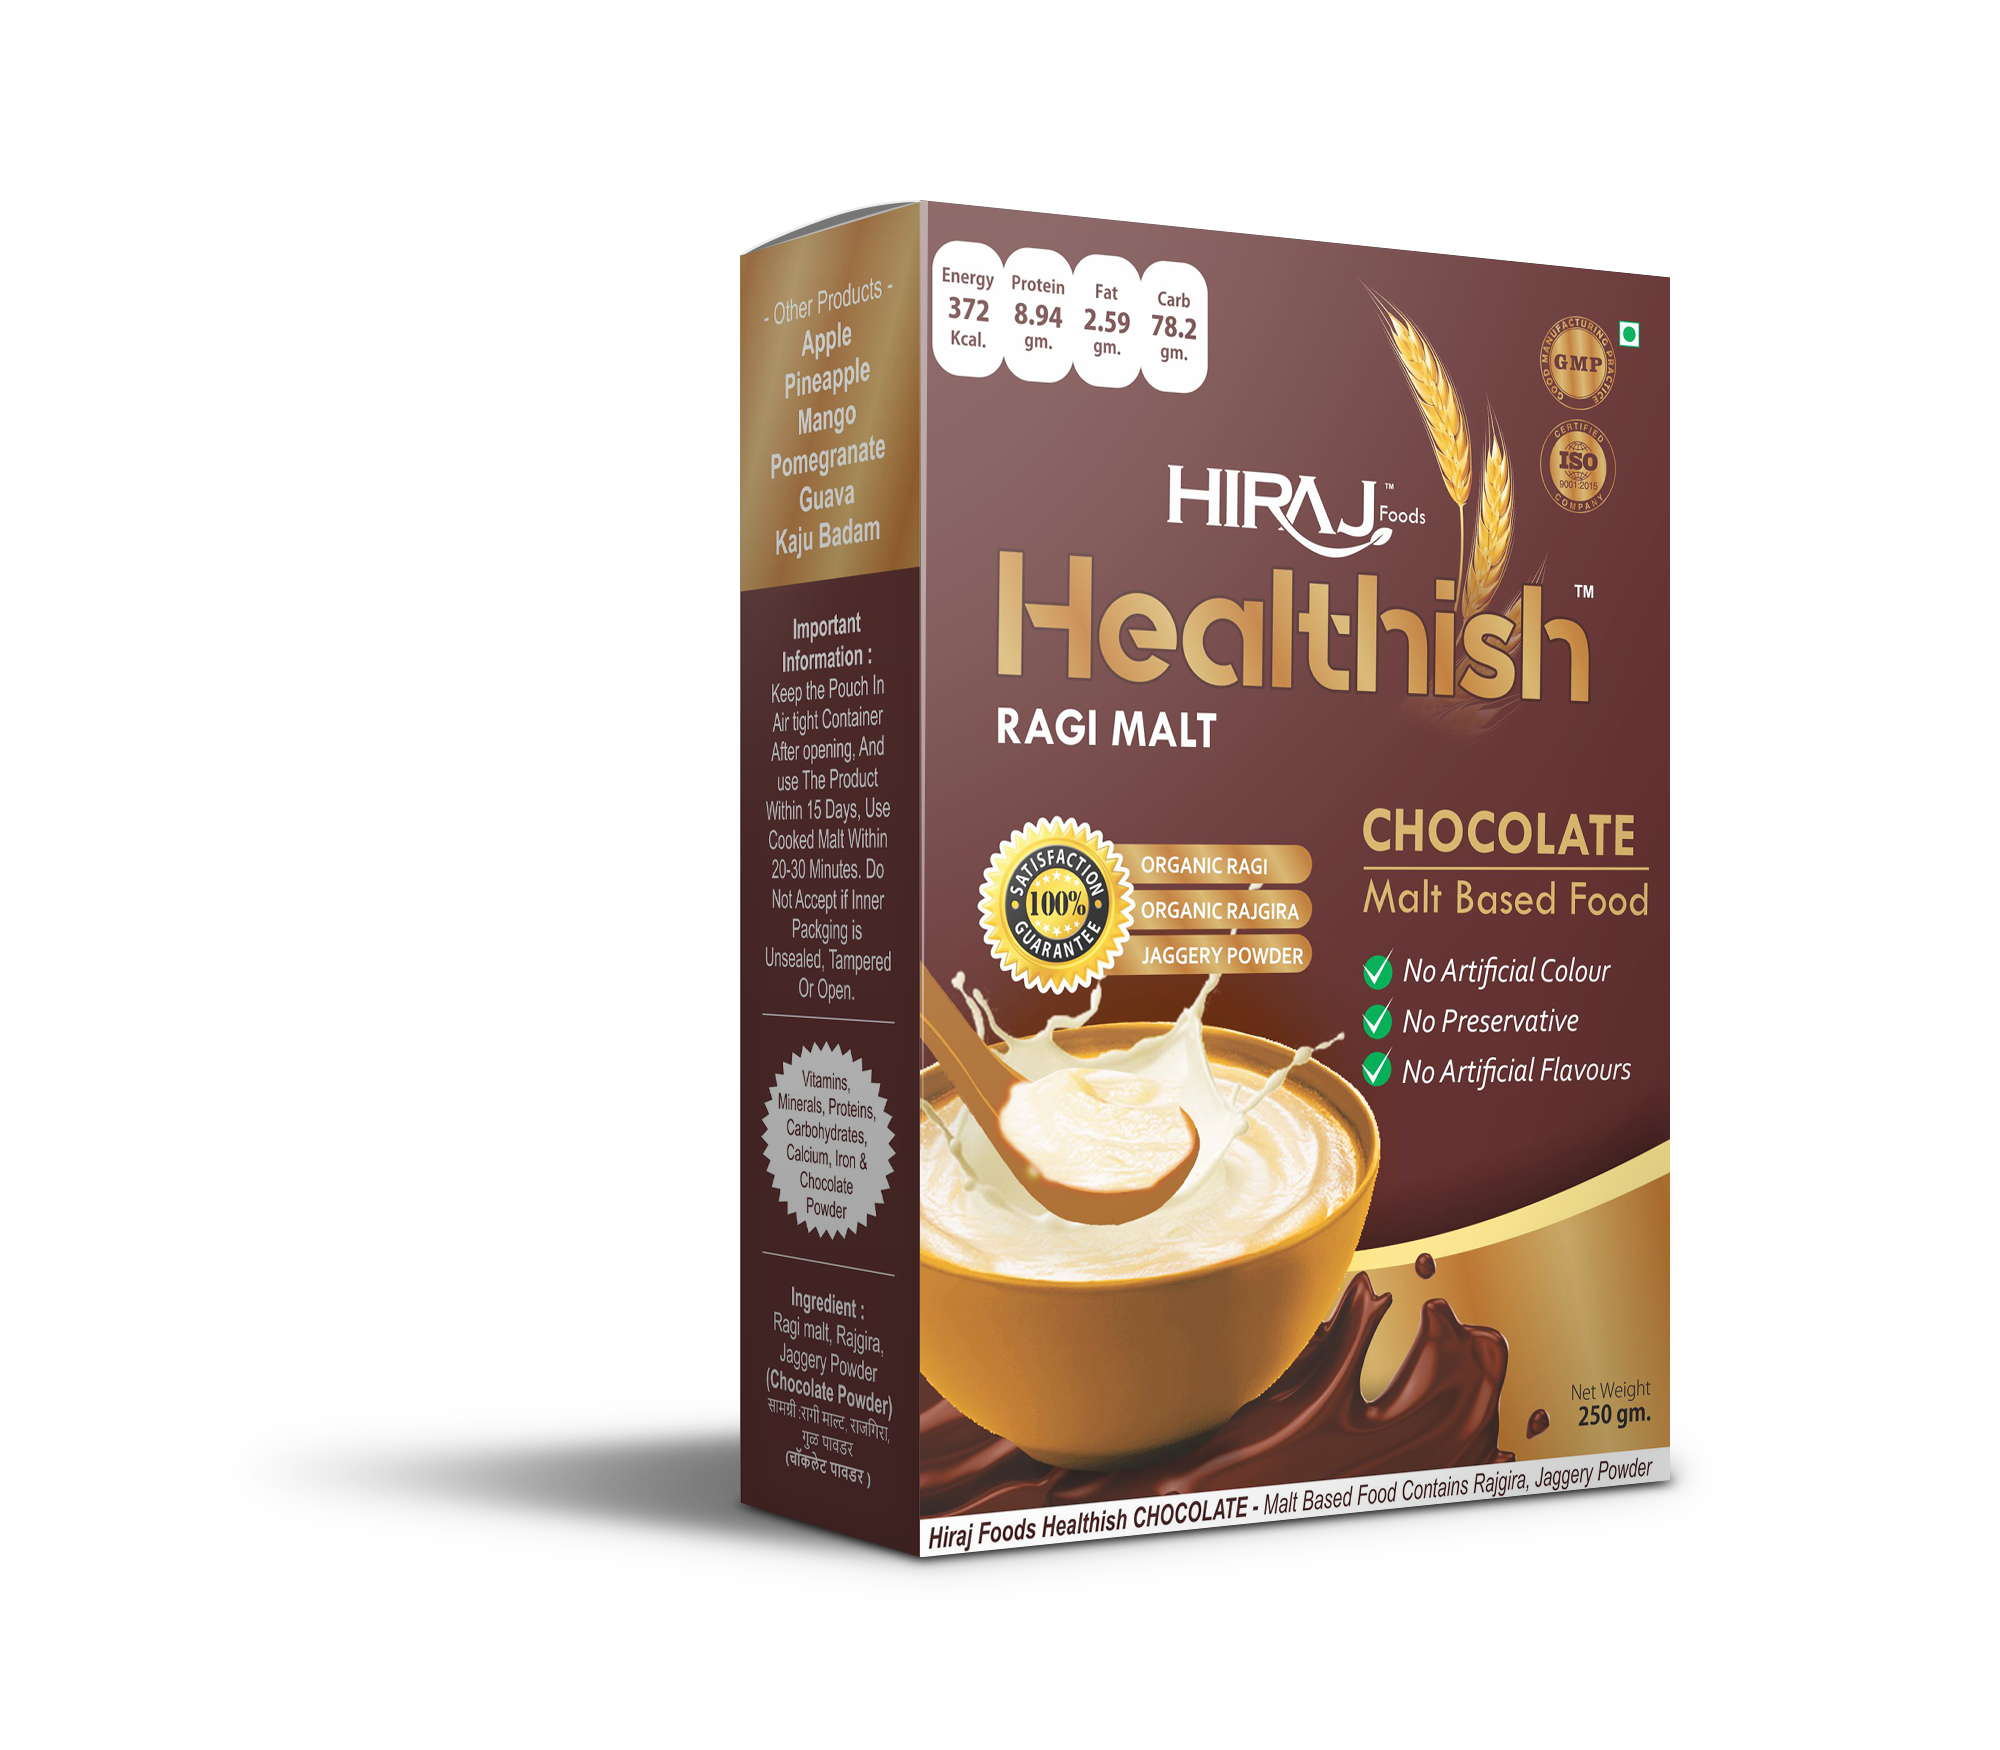 - Other Products -
Apple
Pineapple
Mango
Pomegranate
Guava
Kaju Badam
Important
Information :
Keep the Pouch In
Air tight Container
After opening, And
use The Product
Within 15 Days, Use
Cooked Malt Within
20-30 Minutes. Do
Not Accept if Inner
Packging is
Unsealed, Tampered
Or Open.
Vitamins,
Minerals, Proteins,
Carbohydrates,
Calcium, Iron &
Chocolate
Powder
Ingredient :
Ragi malt, Rajgira,
Jaggery Powder
(Chocolate Powder)
सामग्री :रागी माल्ट, राजगिरा,
गुळ पावडर
(चॉकलेट पावडर )
Energy
372
Kcal.
Protein
8.94
gm.
Fat
2.59
gm.
Carb
78.2
gm.
GOOD MANUFACTURING PRACTICE
GMP
CERTIFIED
ISO
9001:2015
COMPANY
HIRAJ™
Foods
Healthish™
RAGI MALT
SATISFACTION
100%
GUARANTEE
ORGANIC RAGI
ORGANIC RAJGIRA
JAGGERY POWDER
CHOCOLATE
Malt Based Food
No Artificial Colour
No Preservative
No Artificial Flavours
Net Weight
250 gm.
Hiraj Foods Healthish CHOCOLATE - Malt Based Food Contains Rajgira, Jaggery Powder